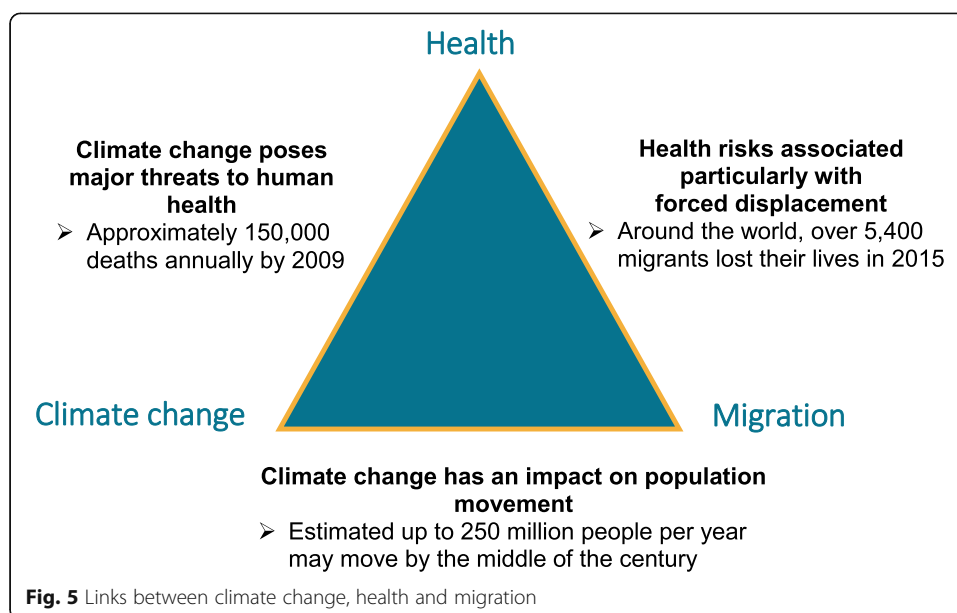 Health
Climate change poses
major threats to human
health
➢ Approximately 150,000
deaths annually by 2009
Health risks associated
particularly with
forced displacement
➢ Around the world, over 5,400
migrants lost their lives in 2015
Climate change
Migration
Climate change has an impact on population
movement
➢ Estimated up to 250 million people per year
may move by the middle of the century
Fig. 5 Links between climate change, health and migration